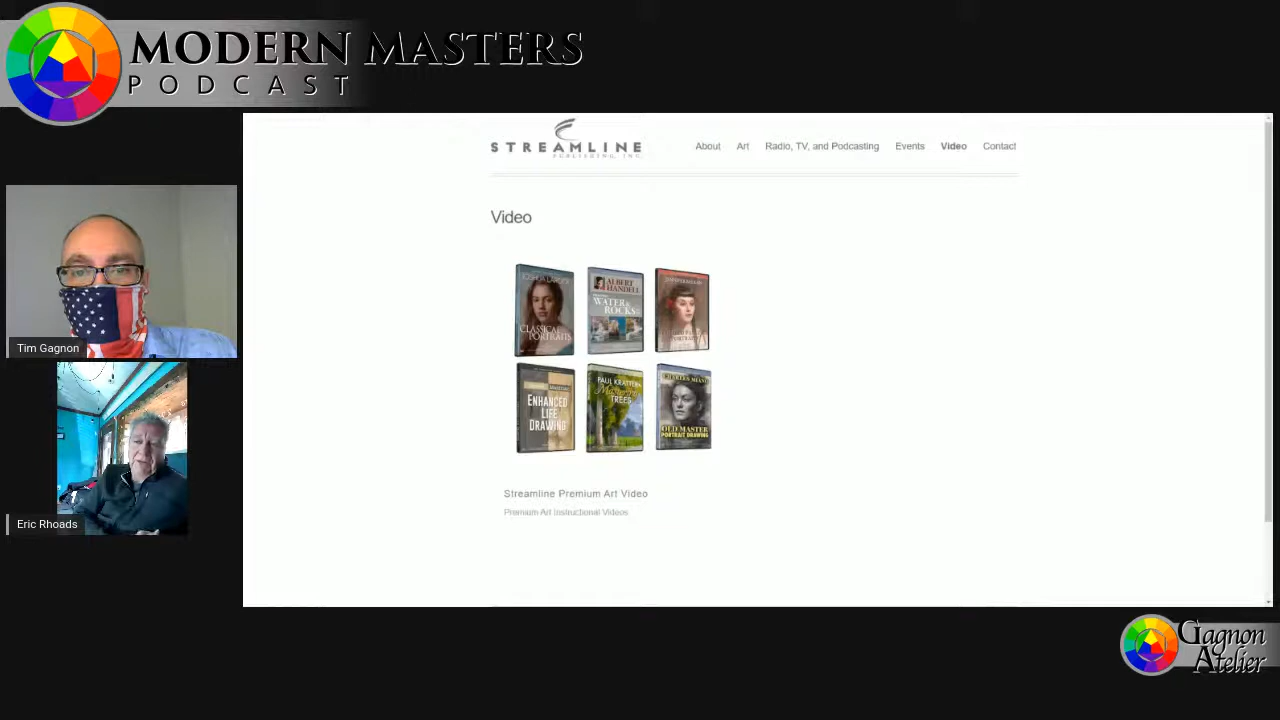 MODERN MASTERS
PODCAST
STREAMLINE
PUBLISHING, INC.
About Art Radio, TV, and Podcasting Events Video Contact
Video
CLASSICAL
PORTRAITS
ALBERT
HANDELL
WATER &
ROCKS
ENHANCED
LIFE
DRAWING
PAUL KRATTER
Mastering
TREES
OLD MASTER
PORTRAIT DRAWING
Streamline Premium Art Video
Premium Art Instructional Videos
Tim Gagnon
Eric Rhoads
Gagnon
Atelier